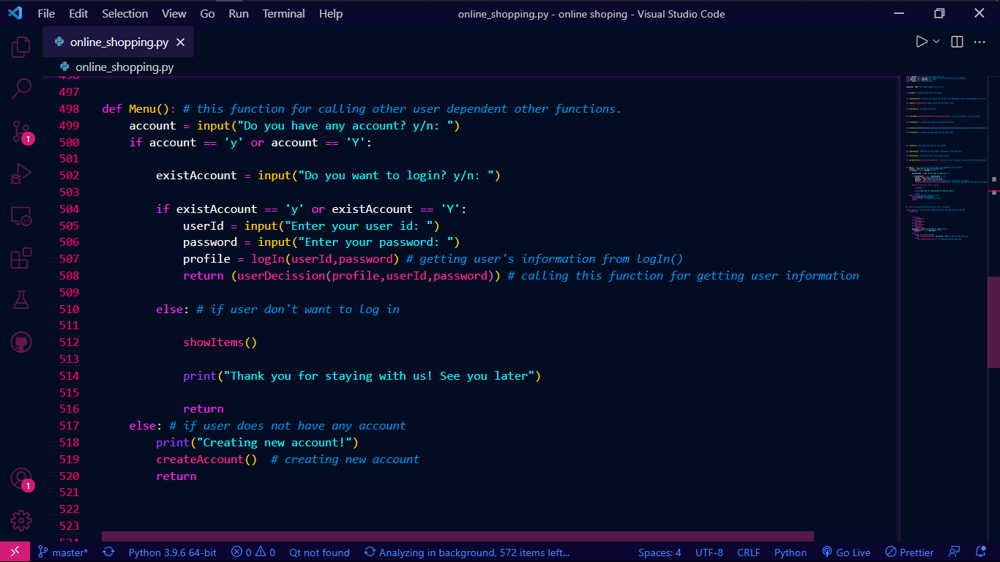 File Edit Selection View Go Run Terminal Help online_shopping.py - online shoping - Visual Studio Code
online_shopping.py
online_shopping.py
496
497
498 def Menu(): # this function for calling other user dependent other functions.
499 account = input("Do you have any account? y/n: ")
500 if account == 'y' or account == 'Y':
501
502 existAccount = input("Do you want to login? y/n: ")
503
504 if existAccount == 'y' or existAccount == 'Y':
505 userId = input("Enter your user id: ")
506 password = input("Enter your password: ")
507 profile = logIn(userId,password) # getting user's information from logIn()
508 return (userDecission(profile,userId,password)) # calling this function for getting user information
509
510 else: # if user don't want to log in
511
512 showItems()
513
514 print("Thank you for staying with us! See you later")
515
516 return
517 else: # if user does not have any account
518 print("Creating new account!")
519 createAccount() # creating new account
520 return
521
522
523
524
1
1
master* Python 3.9.6 64-bit 0 0 Qt not found Analyzing in background, 572 items left... Spaces: 4 UTF-8 CRLF Python Go Live Prettier